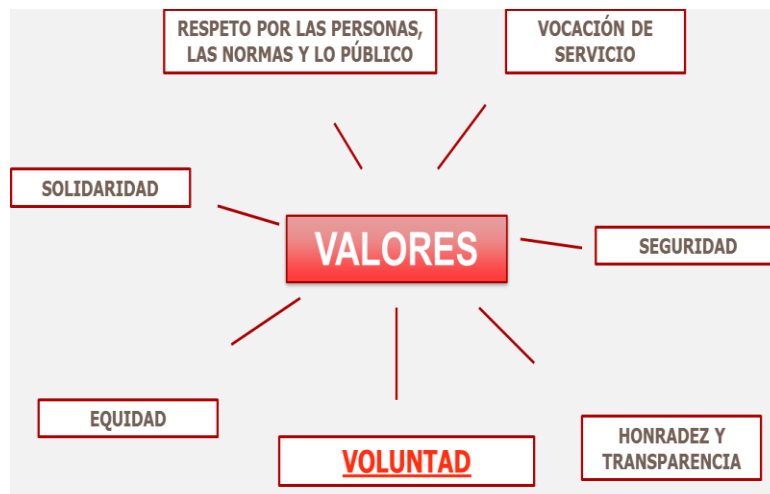 RESPETO POR LAS PERSONAS,
LAS NORMAS Y LO PÚBLICO
VOCACIÓN DE
SERVICIO
SOLIDARIDAD
VALORES
SEGURIDAD
EQUIDAD
VOLUNTAD
HONRADEZ Y
TRANSPARENCIA